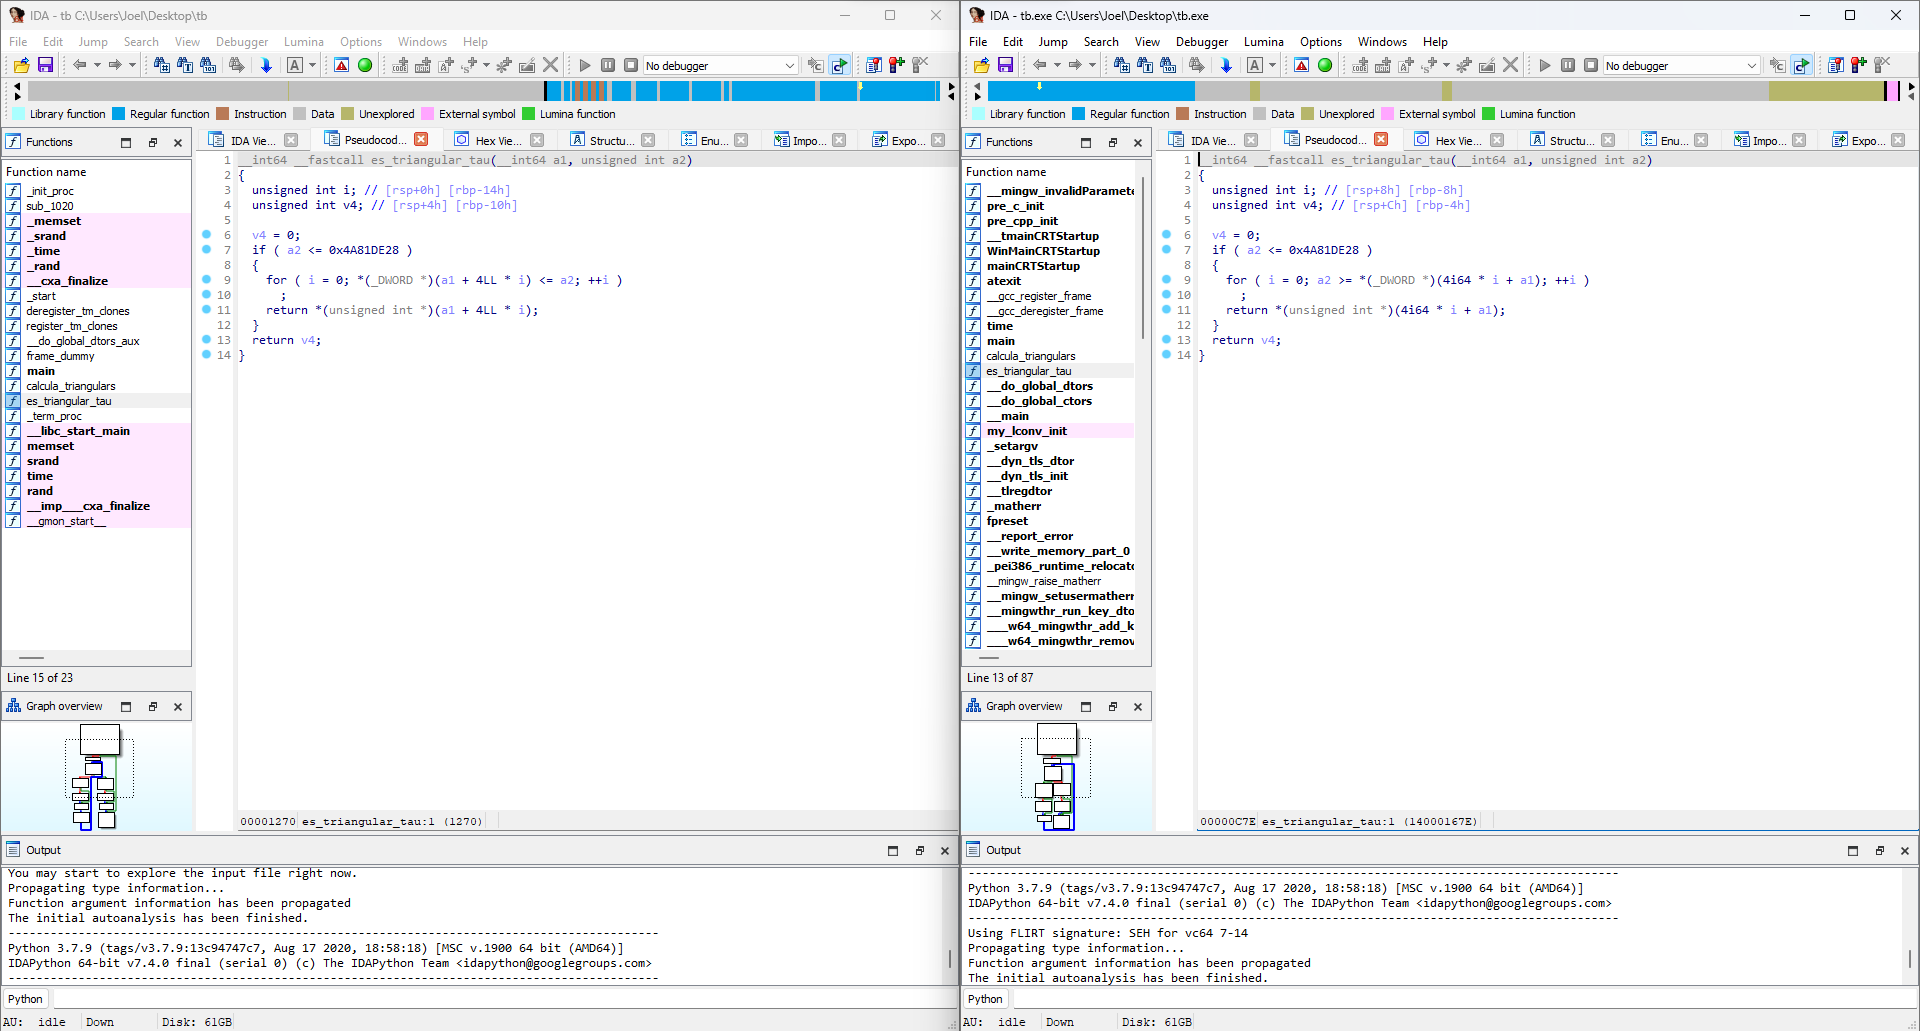 IDA - tb C:\Users\Joel\Desktop\tb
File Edit Jump Search View Debugger Lumina Options Windows Help
No debugger
Library function Regular function Instruction Data Unexplored External symbol Lumina function
Functions
Function name
_init_proc
sub_1020
_memset
_srand
_time
_rand
__cxa_finalize
_start
deregister_tm_clones
register_tm_clones
__do_global_dtors_aux
frame_dummy
main
calcula_triangulars
es_triangular_tau
_term_proc
__libc_start_main
memset
srand
time
rand
__imp___cxa_finalize
__gmon_start__
Line 15 of 23
Graph overview
IDA Vie... Pseudocod... Hex Vie... Structu... Enu... Impo... Expo...
1 __int64 __fastcall es_triangular_tau(__int64 a1, unsigned int a2)
2 {
3 unsigned int i; // [rsp+0h] [rbp-14h]
4 unsigned int v4; // [rsp+4h] [rbp-10h]
5
6 v4 = 0;
7 if ( a2 <= 0x4A81DE28 )
8 {
9 for ( i = 0; *(_DWORD *)(a1 + 4LL * i) <= a2; ++i )
10 ;
11 return *(unsigned int *)(a1 + 4LL * i);
12 }
13 return v4;
14 }
00001270 es_triangular_tau:1 (1270)
Output
You may start to explore the input file right now.
Propagating type information...
Function argument information has been propagated
The initial autoanalysis has been finished.
Python 3.7.9 (tags/v3.7.9:13c94747c7, Aug 17 2020, 18:58:18) [MSC v.1900 64 bit (AMD64)]
IDAPython 64-bit v7.4.0 final (serial 0) (c) The IDAPython Team <idapython@googlegroups.com>
Python
AU: idle Down Disk: 61GB
IDA - tb.exe C:\Users\Joel\Desktop\tb.exe
File Edit Jump Search View Debugger Lumina Options Windows Help
No debugger
Library function Regular function Instruction Data Unexplored External symbol Lumina function
Functions
Function name
__mingw_invalidParamete
pre_c_init
pre_cpp_init
__tmainCRTStartup
WinMainCRTStartup
mainCRTStartup
atexit
__gcc_register_frame
__gcc_deregister_frame
time
main
calcula_triangulars
es_triangular_tau
__do_global_dtors
__do_global_ctors
__main
my_lconv_init
_setargv
__dyn_tls_dtor
__dyn_tls_init
__tlregdtor
_matherr
fpreset
__report_error
__write_memory_part_0
_pei386_runtime_relocato
__mingw_raise_matherr
__mingw_setusermatherr
__mingwthr_run_key_dto
___w64_mingwthr_add_k
___w64_mingwthr_remov
Line 13 of 87
Graph overview
IDA Vie... Pseudocod... Hex Vie... Structu... Enu... Impo... Expo...
1 __int64 __fastcall es_triangular_tau(__int64 a1, unsigned int a2)
2 {
3 unsigned int i; // [rsp+8h] [rbp-8h]
4 unsigned int v4; // [rsp+Ch] [rbp-4h]
5
6 v4 = 0;
7 if ( a2 <= 0x4A81DE28 )
8 {
9 for ( i = 0; a2 >= *(_DWORD *)(4i64 * i + a1); ++i )
10 ;
11 return *(unsigned int *)(4i64 * i + a1);
12 }
13 return v4;
14 }
00000C7E es_triangular_tau:1 (14000167E)
Output
Python 3.7.9 (tags/v3.7.9:13c94747c7, Aug 17 2020, 18:58:18) [MSC v.1900 64 bit (AMD64)]
IDAPython 64-bit v7.4.0 final (serial 0) (c) The IDAPython Team <idapython@googlegroups.com>
Using FLIRT signature: SEH for vc64 7-14
Propagating type information...
Function argument information has been propagated
The initial autoanalysis has been finished.
Python
AU: idle Down Disk: 61GB